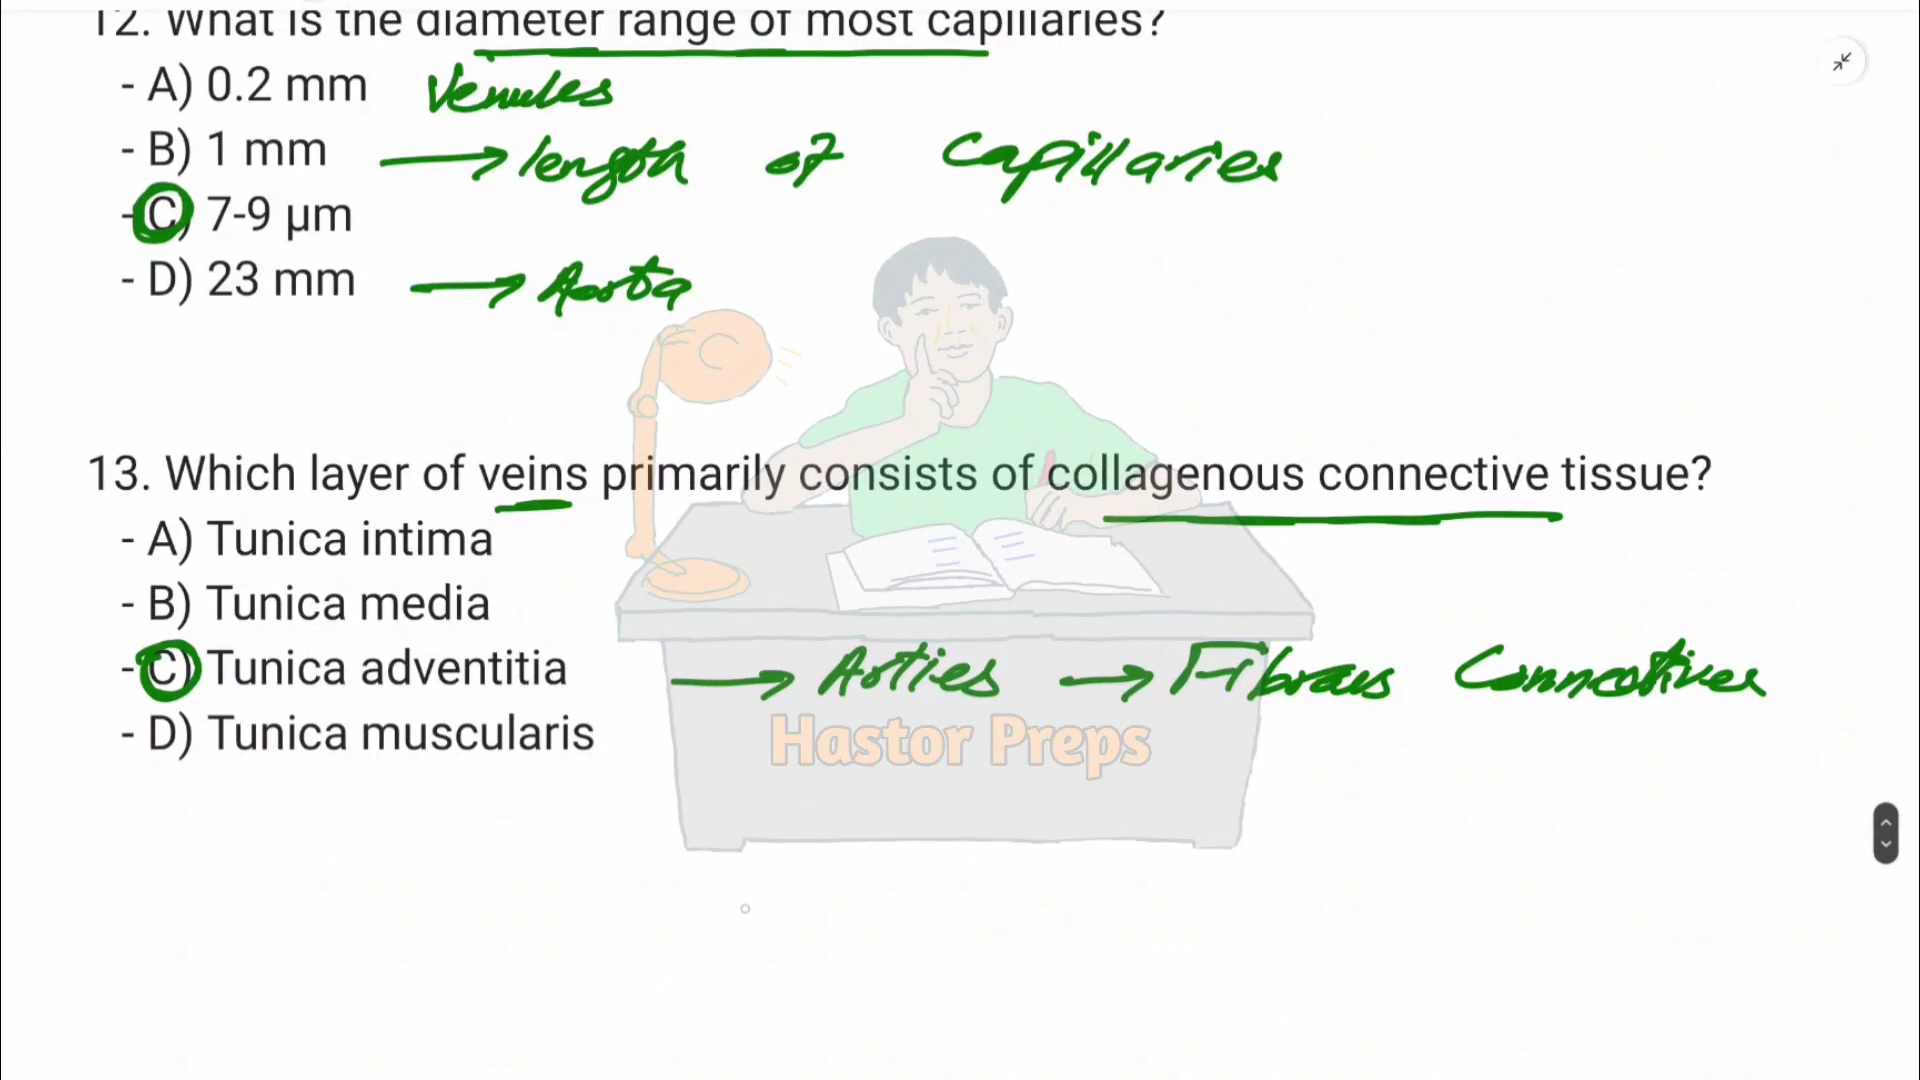 12. What is the diameter range of most capillaries?
- A) 0.2 mm Venules
- B) 1 mm → length of Capillaries
- C) 7-9 µm
- D) 23 mm → Aorta
13. Which layer of veins primarily consists of collagenous connective tissue?
- A) Tunica intima
- B) Tunica media
- C) Tunica adventitia → Arties → Fibrous Connectives
- D) Tunica muscularis
Hastor Preps